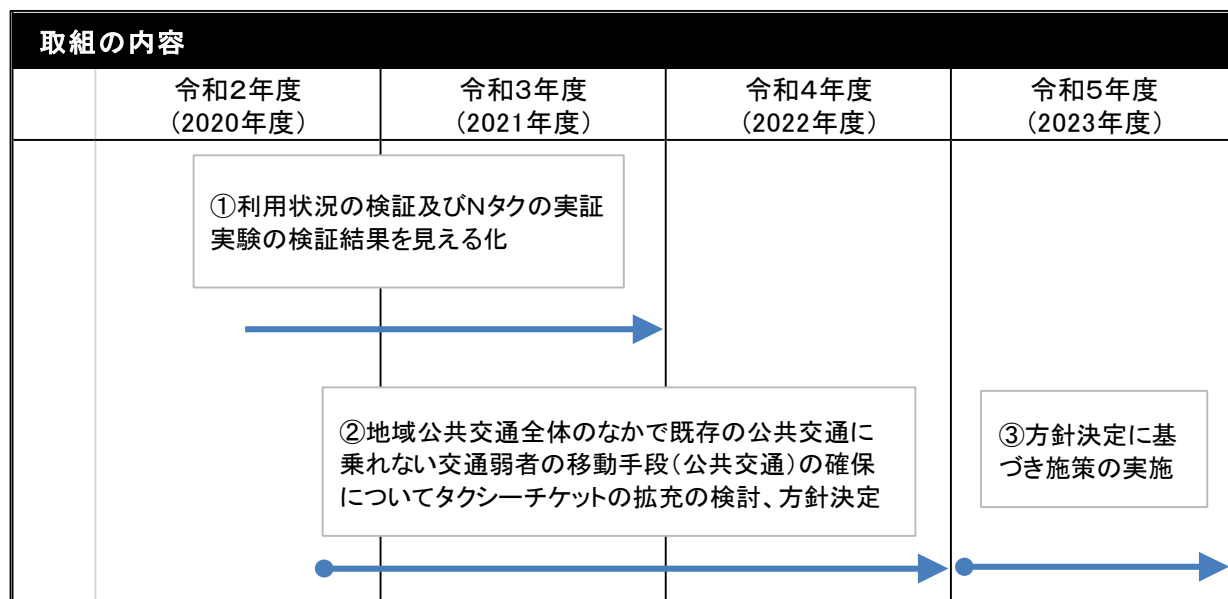 取組の内容
令和2年度
(2020年度)
令和3年度
(2021年度)
令和4年度
(2022年度)
令和5年度
(2023年度)
①利用状況の検証及びNタクの実証
実験の検証結果を見える化
②地域公共交通全体のなかで既存の公共交通に
乗れない交通弱者の移動手段(公共交通)の確保
についてタクシーチケットの拡充の検討、方針決定
③方針決定に基
づき施策の実施